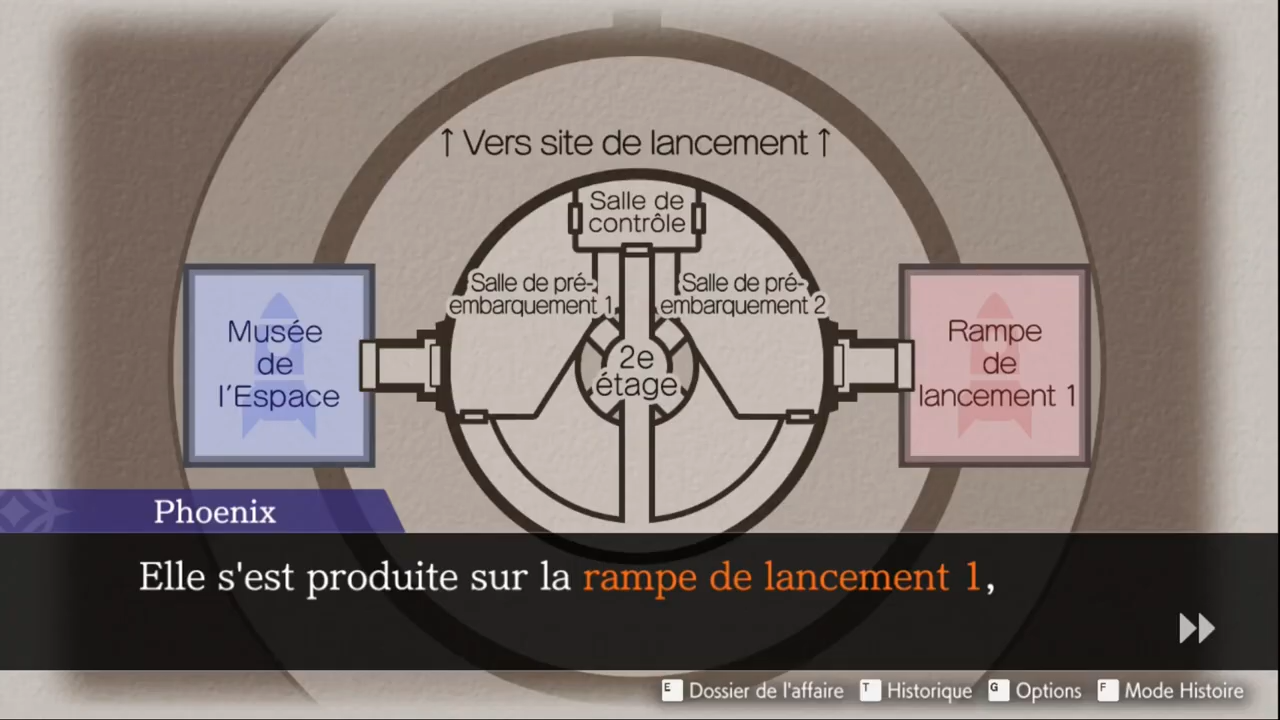 ↑ Vers site de lancement ↑
Salle de
contrôle
Salle de pré-
embarquement 1
Salle de pré-
embarquement 2
2e
étage
Musée
de
l'Espace
Rampe
de
lancement 1
Phoenix
Elle s'est produite sur la rampe de lancement 1,
E Dossier de l'affaire T Historique G Options F Mode Histoire